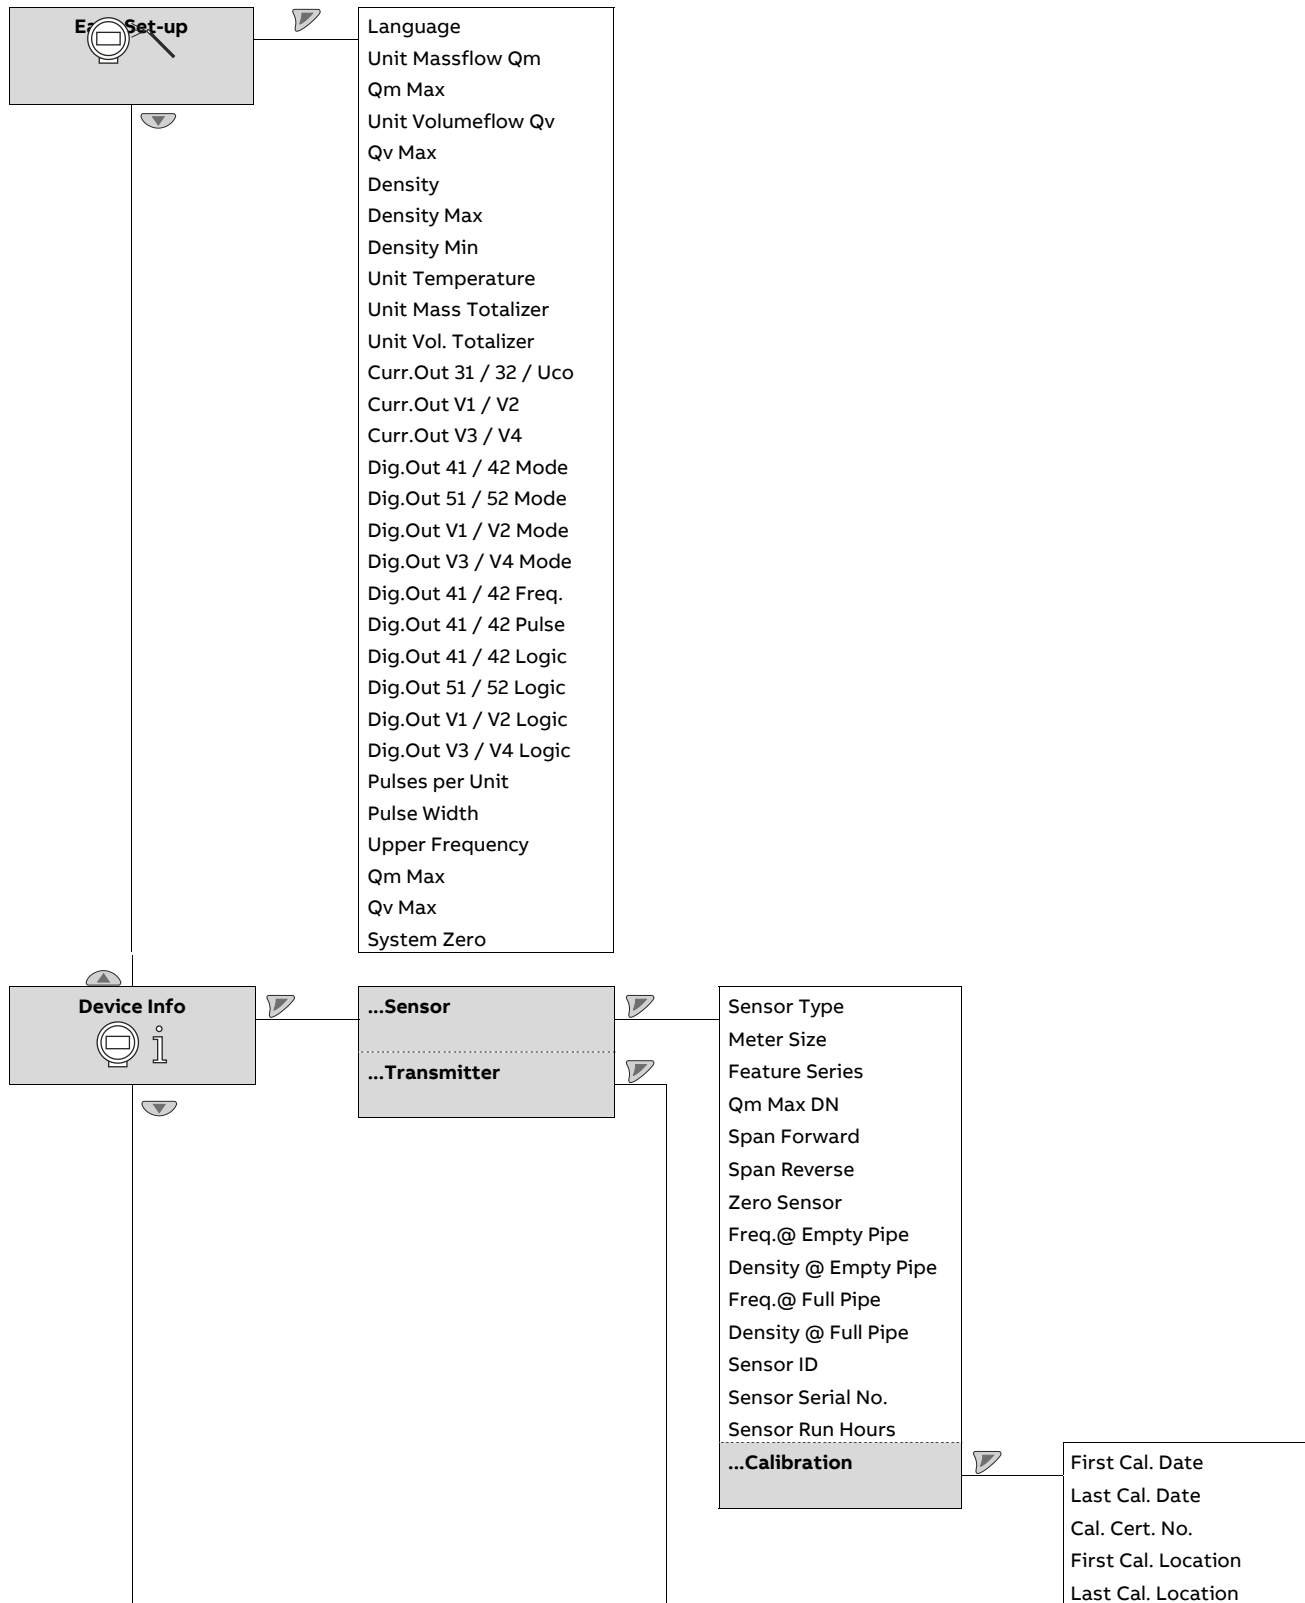 Set-up
Language
Unit Massflow Qm
Qm Max
Unit Volumeflow Qv
Qv Max
Density
Density Max
Density Min
Unit Temperature
Unit Mass Totalizer
Unit Vol. Totalizer
Curr.Out 31 / 32 / Uco
Curr.Out V1 / V2
Curr.Out V3 / V4
Dig.Out 41 / 42 Mode
Dig.Out 51 / 52 Mode
Dig.Out V1 / V2 Mode
Dig.Out V3 / V4 Mode
Dig.Out 41 / 42 Freq.
Dig.Out 41 / 42 Pulse
Dig.Out 41 / 42 Logic
Dig.Out 51 / 52 Logic
Dig.Out V1 / V2 Logic
Dig.Out V3 / V4 Logic
Pulses per Unit
Pulse Width
Upper Frequency
Qm Max
Qv Max
System Zero
Device Info
i
...Sensor
...Transmitter
Sensor Type
Meter Size
Feature Series
Qm Max DN
Span Forward
Span Reverse
Zero Sensor
Freq.@ Empty Pipe
Density @ Empty Pipe
Freq.@ Full Pipe
Density @ Full Pipe
Sensor ID
Sensor Serial No.
Sensor Run Hours
...Calibration
First Cal. Date
Last Cal. Date
Cal. Cert. No.
First Cal. Location
Last Cal. Location